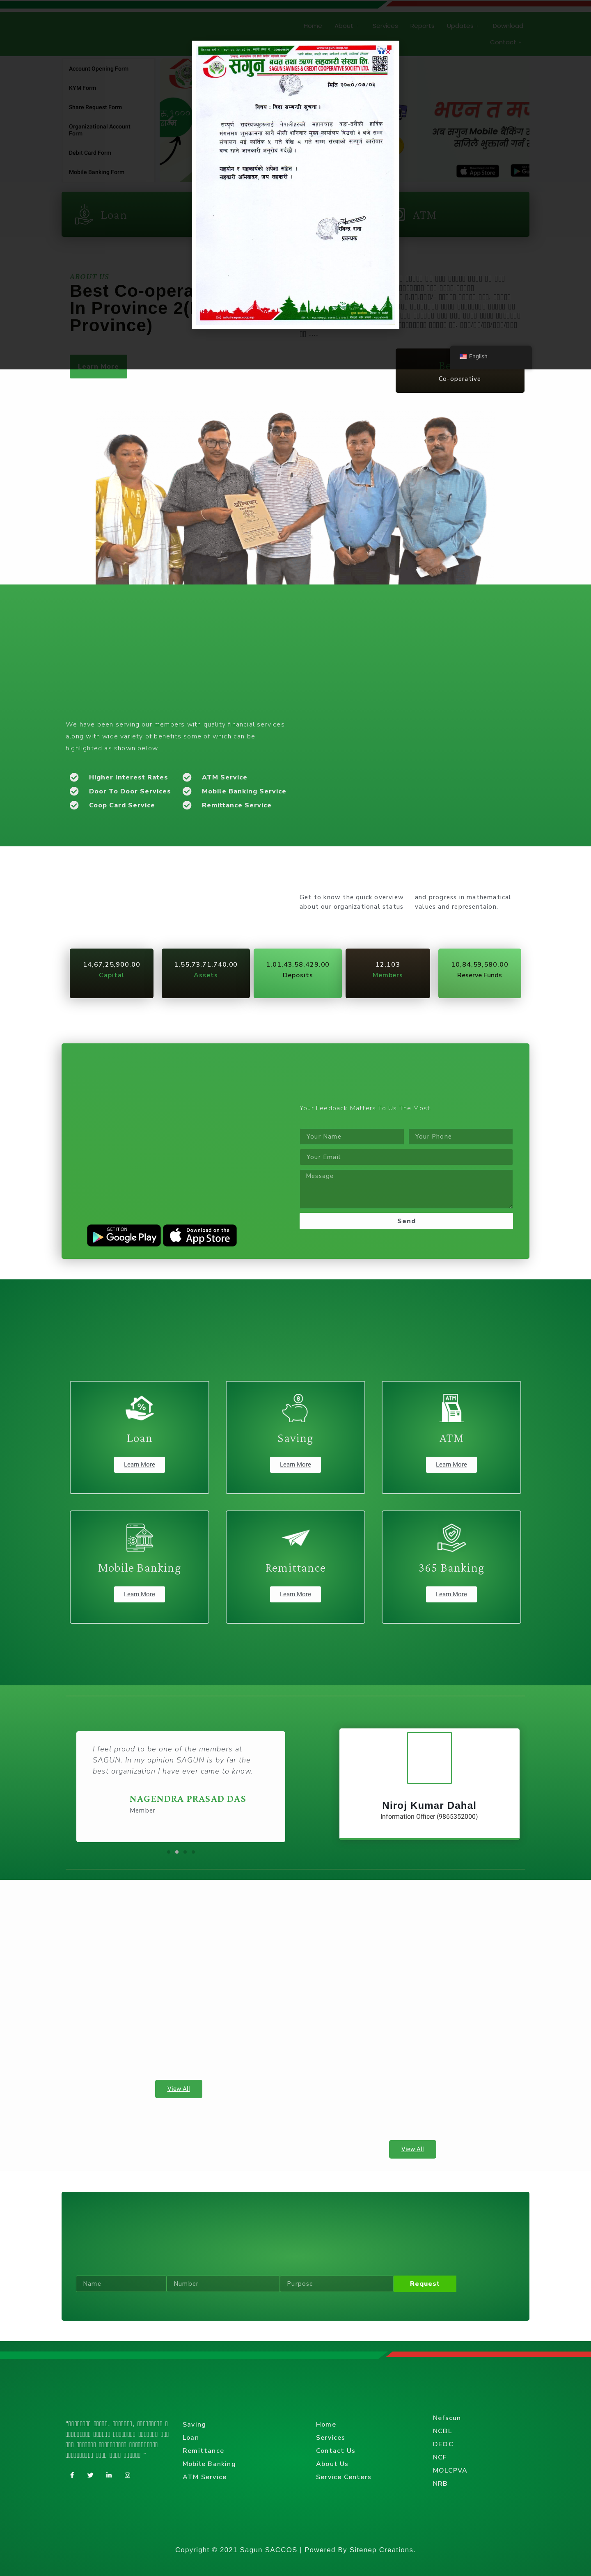 Home
About
Services
Reports
Updates
Download
Contact
Account Opening Form
KYM Form
Share Request Form
Organizational Account
Form
Debit Card Form
Mobile Banking Form
सगुन बचत तथा ऋण सहकारी संस्था लि.
SAGUN SAVINGS & CREDIT COOPERATIVE SOCIETY LTD.
मिति २०८०/०७/०३
विषय : विदा सम्बन्धी सूचना ।
सम्पूर्ण सदस्यज्यूहरुलाई नेपालीहरुको महानचाड वडा-दशैंको हार्दिक
मंगलमय शुभकामना साथै भोली शनिवार मुख्य कार्यालय दिउसो ३ बजे सम्म
संचालन भई कार्तिक ५ गते देखि ८ गते सम्म संस्थाको सम्पूर्ण कारोबार
बन्द रहने जानकारी अनुरोध गर्दछौं ।
सहयोग र सहकार्यको अपेक्षा सहित ।
सहकारी अभिवादन, जय सहकारी ।
रबिन्द्र राना
प्रवन्धक
भएन त म
अब सगुन Mobile बैंकिङ
सजिलै भुक्तानी गर्न
App Store
Loan
ATM
ABOUT US
Best Co-opera
In Province 2(
Province)
Learn More
English
Co-operative
We have been serving our members with quality financial services
along with wide variety of benefits some of which can be
highlighted as shown below
Higher Interest Rates
ATM Service
Door To Door Services
Mobile Banking Service
Coop Card Service
Remittance Service
Get to know the quick overview
about our organizational status
and progress in mathematical
values and representaion.
14,67,25,900.00
Capital
1,55,73,71,740.00
Assets
1,01,43,58,429.00
Deposits
12,103
Members
10,84,59,580.00
Reserve Funds
Your Feedback Matters To Us The Most.
Your Name
Your Phone
Your Email
Message
Send
GET IT ON
Google Play
Download on the
App Store
Loan
Learn More
Saving
Learn More
ATM
Learn More
Mobile Banking
Learn More
Remittance
Learn More
365 Banking
Learn More
I feel proud to be one of the members at
SAGUN. In my opinion SAGUN is by far the
best organization I have ever came to know.
NAGENDRA PRASAD DAS
Member
Niroj Kumar Dahal
Information Officer (9865352000)
View All
View All
Name
Number
Purpose
Request
Saving
Loan
Remittance
Mobile Banking
ATM Service
Home
Services
Contact Us
About Us
Service Centers
Nefscun
NCBL
DEOC
NCF
MOLCPVA
NRB
Copyright © 2021 Sagun SACCOS | Powered By Sitenep Creations.